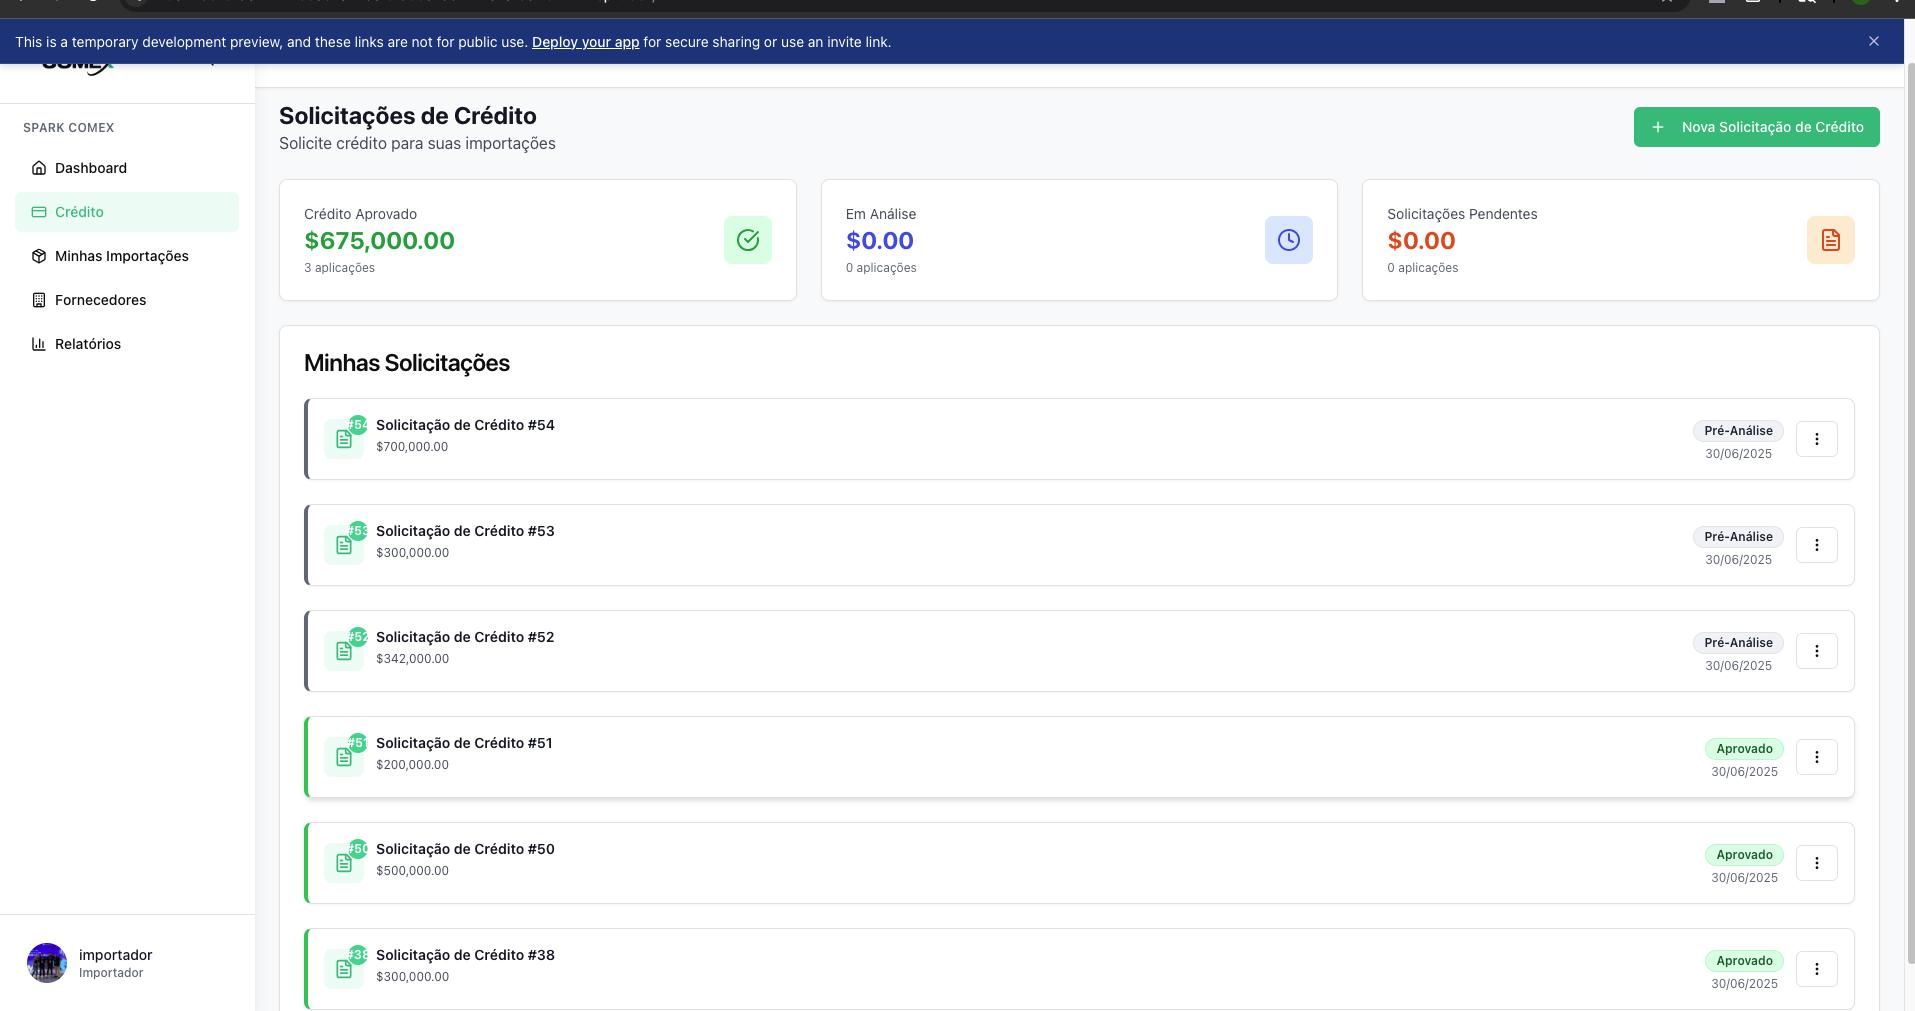 This is a temporary development preview, and these links are not for public use. Deploy your app for secure sharing or use an invite link.
SPARK COMEX
Dashboard
Crédito
Minhas Importações
Fornecedores
Relatórios
importador
Importador
Solicitações de Crédito
Solicite crédito para suas importações
Nova Solicitação de Crédito
Crédito Aprovado
$675,000.00
3 aplicações
Em Análise
$0.00
0 aplicações
Solicitações Pendentes
$0.00
0 aplicações
Minhas Solicitações
#54
Solicitação de Crédito #54
$700,000.00
Pré-Análise
30/06/2025
#53
Solicitação de Crédito #53
$300,000.00
Pré-Análise
30/06/2025
#52
Solicitação de Crédito #52
$342,000.00
Pré-Análise
30/06/2025
#51
Solicitação de Crédito #51
$200,000.00
Aprovado
30/06/2025
#50
Solicitação de Crédito #50
$500,000.00
Aprovado
30/06/2025
#38
Solicitação de Crédito #38
$300,000.00
Aprovado
30/06/2025